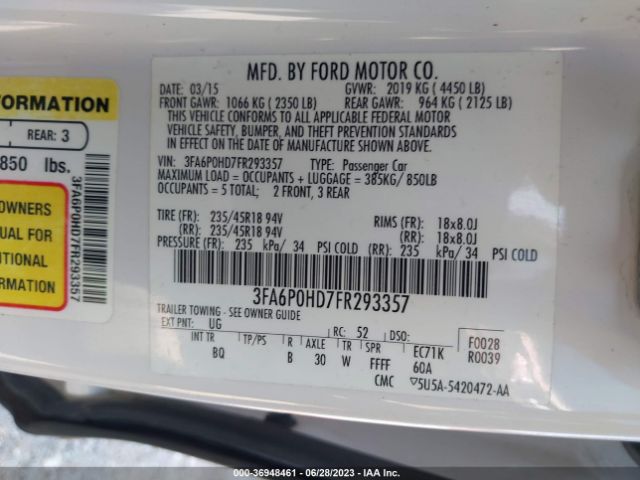 MFD. BY FORD MOTOR CO.
DATE: 03/15 GVWR: 2019 KG ( 4450 LB)
FRONT GAWR: 1066 KG ( 2350 LB) REAR GAWR: 964 KG ( 2125 LB)
THIS VEHICLE CONFORMS TO ALL APPLICABLE FEDERAL MOTOR
VEHICLE SAFETY, BUMPER, AND THEFT PREVENTION STANDARDS
IN EFFECT ON THE DATE OF MANUFACTURE SHOWN ABOVE.
VIN: 3FA6P0HD7FR293357 TYPE: Passenger Car
MAXIMUM LOAD = OCCUPANTS + LUGGAGE = 385KG/ 850LB
OCCUPANTS = 5 TOTAL; 2 FRONT, 3 REAR
TIRE (FR): 235/45R18 94V RIMS (FR): 18x8.0J
(RR): 235/45R18 94V (RR): 18x8.0J
PRESSURE (FR): 235 kPa/ 34 PSI COLD (RR): 235 kPa/ 34 PSI COLD
3FA6P0HD7FR293357
TRAILER TOWING - SEE OWNER GUIDE
EXT PNT: UG RC: 52 DSO:
F0028
R0039
INT TR TP/PS R AXLE TR SPR
BQ B 30 W FFFF
EC71K
60A
CMC ▽5U5A-5420472-AA
FORMATION
REAR: 3
850 lbs.
OWNERS
UAL FOR
ITIONAL
RMATION
3FA6P0HD7FR293357
000-36948461 - 06/28/2023 - IAA Inc.